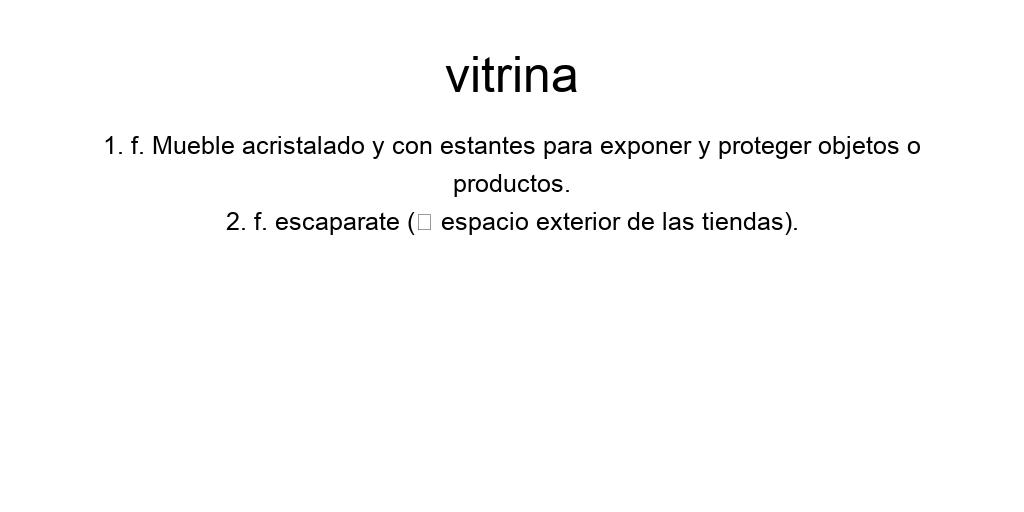 vitrina
1. f. Mueble acristalado y con estantes para exponer y proteger objetos o
productos.
2. f. escaparate (□ espacio exterior de las tiendas).